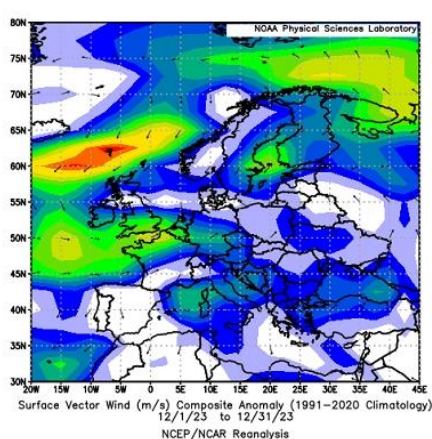 NOAA Physical Sciences Laboratory
80N
75N
70N
65N
60N
55N
50N
45N
40N
35N
30N
20W 15W 10W 5W 0 5E 10E 15E 20E 25E 30E 35E 40E 45E
Surface Vector Wind (m/s) Composite Anomaly (1991-2020 Climatology)
12/1/23 to 12/31/23
NCEP/NCAR Reanalysis